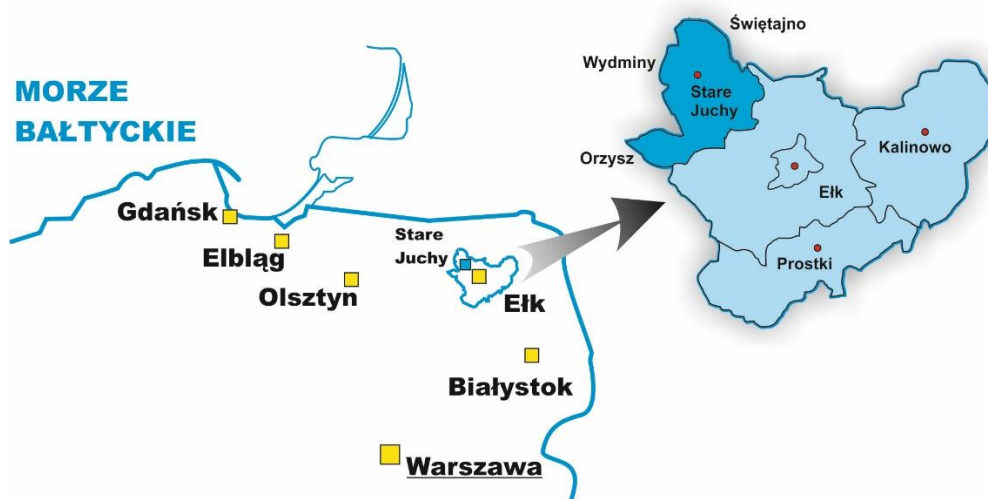 MORZE
BAŁTYCKIE
Gdańsk
Elbląg
Olsztyn
Stare
Juchy
Ełk
Białystok
Warszawa
Świętajno
Wydminy
Stare
Juchy
Orzysz
Kalinowo
Ełk
Prostki